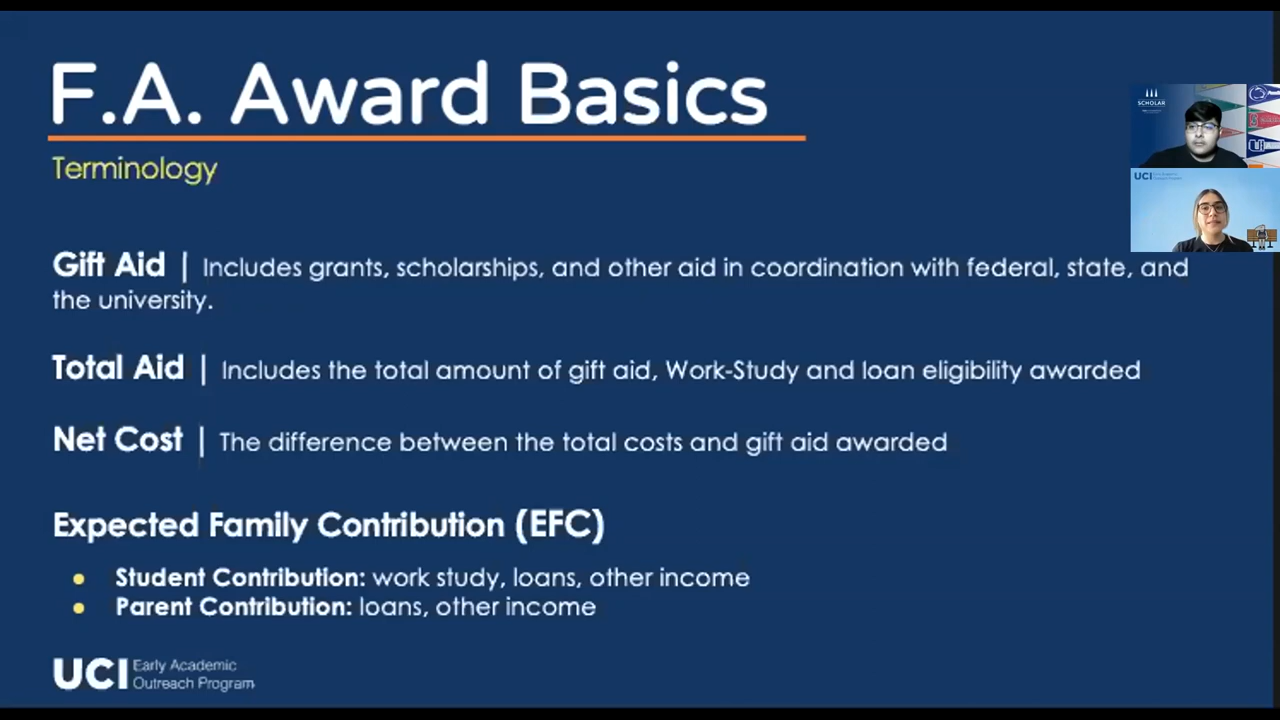 F.A. Award Basics
Terminology
SCHOLAR
UCI
Gift Aid | Includes grants, scholarships, and other aid in coordination with federal, state, and
the university.
Total Aid | Includes the total amount of gift aid, Work-Study and loan eligibility awarded
Net Cost | The difference between the total costs and gift aid awarded
Expected Family Contribution (EFC)
• Student Contribution: work study, loans, other income
• Parent Contribution: loans, other income
UCI Early Academic
Outreach Program